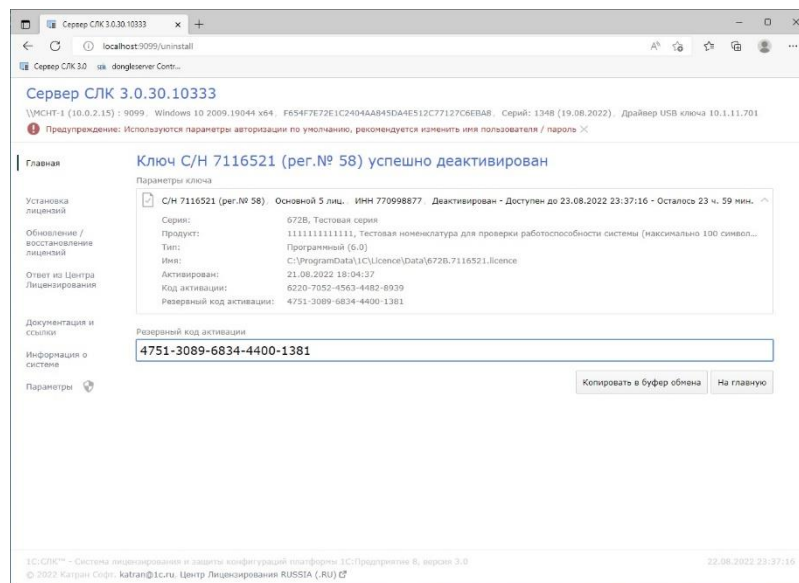 Сервер СЛК 3.0.30.10333
localhost:9099/uninstall
Сервер СЛК 3.0 slk dongleserver Contr...
Сервер СЛК 3.0.30.10333
\\МСНТ-1 (10.0.2.15) : 9099, Windows 10 2009.19044 x64, F654F7E72E1C2404AA845DA4E512C77127C6EBA8, Серий: 1348 (19.08.2022), Драйвер USB ключа 10.1.11.701
Предупреждение: Используются параметры авторизации по умолчанию, рекомендуется изменить имя пользователя / пароль
Главная
Установка
лицензий
Обновление /
восстановление
лицензий
Ответ из Центра
Лицензирования
Документация и
ссылки
Информация о
системе
Параметры
Ключ С/Н 7116521 (рег.№ 58) успешно деактивирован
Параметры ключа
С/Н 7116521 (рег.№ 58), Основной 5 лиц., ИНН 770998877, Деактивирован - Доступен до 23.08.2022 23:37:16 - Осталось 23 ч. 59 мин.
Серия: 672B, Тестовая серия
Продукт: 1111111111111, Тестовая номенклатура для проверки работоспособности системы (максимально 100 символ...
Тип: Программный (6.0)
Имя: C:\ProgramData\1C\Licence\Data\672B.7116521.licence
Активирован: 21.08.2022 18:04:37
Код активации: 6220-7052-4563-4482-8939
Резервный код активации: 4751-3089-6834-4400-1381
Резервный код активации
4751-3089-6834-4400-1381
Копировать в буфер обмена На главную
1С:СЛК™ - Система лицензирования и защиты конфигураций платформы 1С:Предприятие 8, версия 3.0 22.08.2022 23:37:16
© 2022 Катран Софт, katran@1c.ru, Центр Лицензирования RUSSIA (.RU)